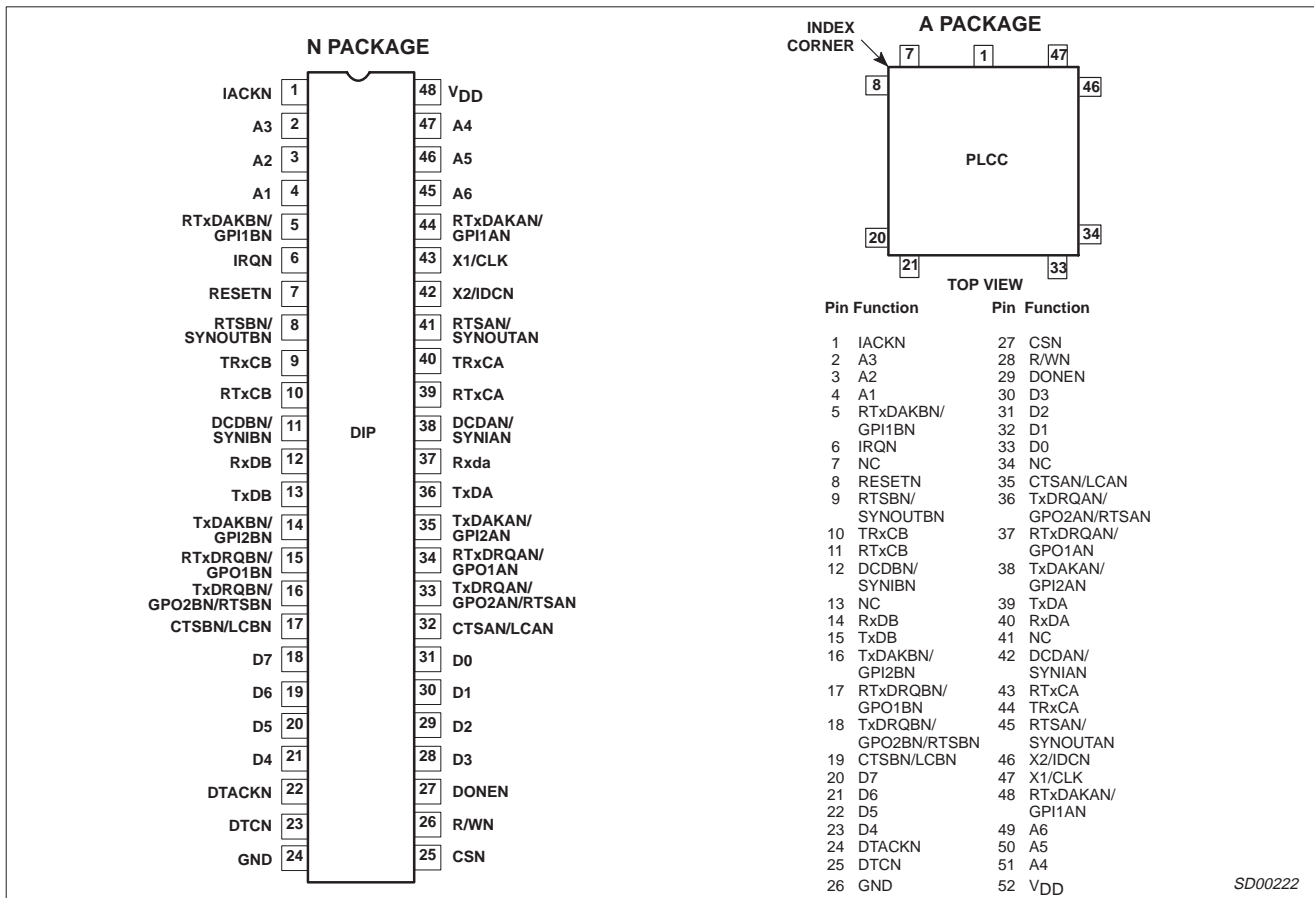 N PACKAGE
IACKN 1 48 VDD
A3 2 47 A4
A2 3 46 A5
A1 4 45 A6
RTxDAKBN/ RTxDAKAN/
5 44
GPI1BN GPI1AN
IRQN 6 43 X1/CLK
RESETN 7 42 X2/IDCN
RTSBN/ RTSAN/
8 41
SYNOUTBN SYNOUTAN
TRxCB 9 40 TRxCA
RTxCB 10 39 RTxCA
DCDBN/ DCDAN/
11 38
SYNIBN SYNIAN
DIP
RxDB 12 37 Rxda
TxDB 13 36 TxDA
TxDAKBN/ TxDAKAN/
14 35
GPI2BN GPI2AN
RTxDRQBN/ RTxDRQAN/
15 34
GPO1BN GPO1AN
TxDRQBN/ TxDRQAN/
16 33
GPO2BN/RTSBN GPO2AN/RTSAN
CTSBN/LCBN 17 32 CTSAN/LCAN
D7 18 31 D0
D6 19 30 D1
D5 20 29 D2
D4 21 28 D3
DTACKN 22 27 DONEN
DTCN 23 26 R/WN
GND 24 25 CSN
A PACKAGE
INDEX
CORNER
7 1 47
8 46
PLCC
20 34
21 33
TOP VIEW
Pin Function
1 IACKN
2 A3
3 A2
4 A1
5 RTxDAKBN/
GPI1BN
6 IRQN
7 NC
8 RESETN
9 RTSBN/
SYNOUTBN
10 TRxCB
11 RTxCB
12 DCDBN/
SYNIBN
13 NC
14 RxDB
15 TxDB
16 TxDAKBN/
GPI2BN
17 RTxDRQBN/
GPO1BN
18 TxDRQBN/
GPO2BN/RTSBN
19 CTSBN/LCBN
20 D7
21 D6
22 D5
23 D4
24 DTACKN
25 DTCN
26 GND
Pin Function
27 CSN
28 R/WN
29 DONEN
30 D3
31 D2
32 D1
33 D0
34 NC
35 CTSAN/LCAN
36 TxDRQAN/
GPO2AN/RTSAN
37 RTxDRQAN/
GPO1AN
38 TxDAKAN/
GPI2AN
39 TxDA
40 RxDA
41 NC
42 DCDAN/
SYNIAN
43 RTxCA
44 TRxCA
45 RTSAN/
SYNOUTAN
46 X2/IDCN
47 X1/CLK
48 RTxDAKAN/
GPI1AN
49 A6
50 A5
51 A4
52 VDD
SD00222